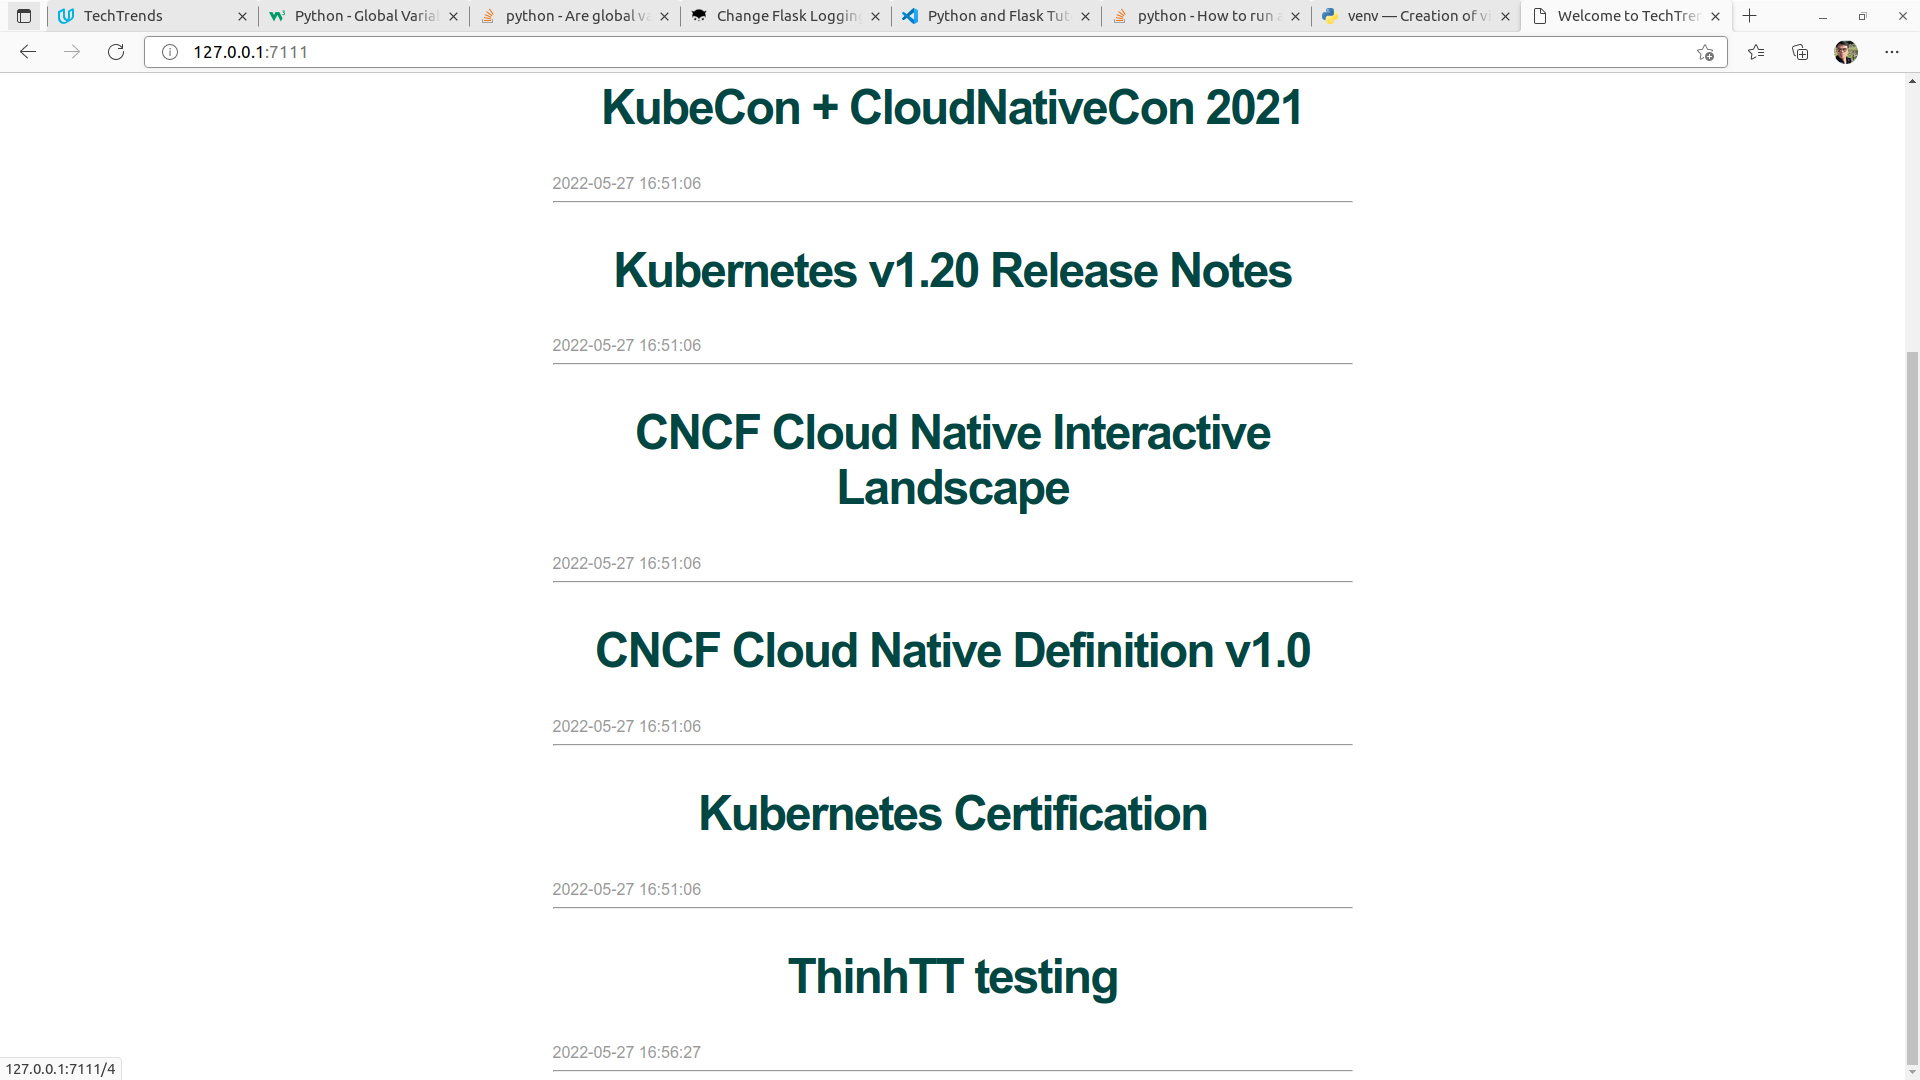 TechTrends
Python - Global Varia
python - Are global va
Change Flask Logging
Python and Flask Tut
python - How to run a
venv — Creation of vi
Welcome to TechTren
127.0.0.1:7111
KubeCon + CloudNativeCon 2021
2022-05-27 16:51:06
Kubernetes v1.20 Release Notes
2022-05-27 16:51:06
CNCF Cloud Native Interactive
Landscape
2022-05-27 16:51:06
CNCF Cloud Native Definition v1.0
2022-05-27 16:51:06
Kubernetes Certification
2022-05-27 16:51:06
ThinhTT testing
2022-05-27 16:56:27
127.0.0.1:7111/4